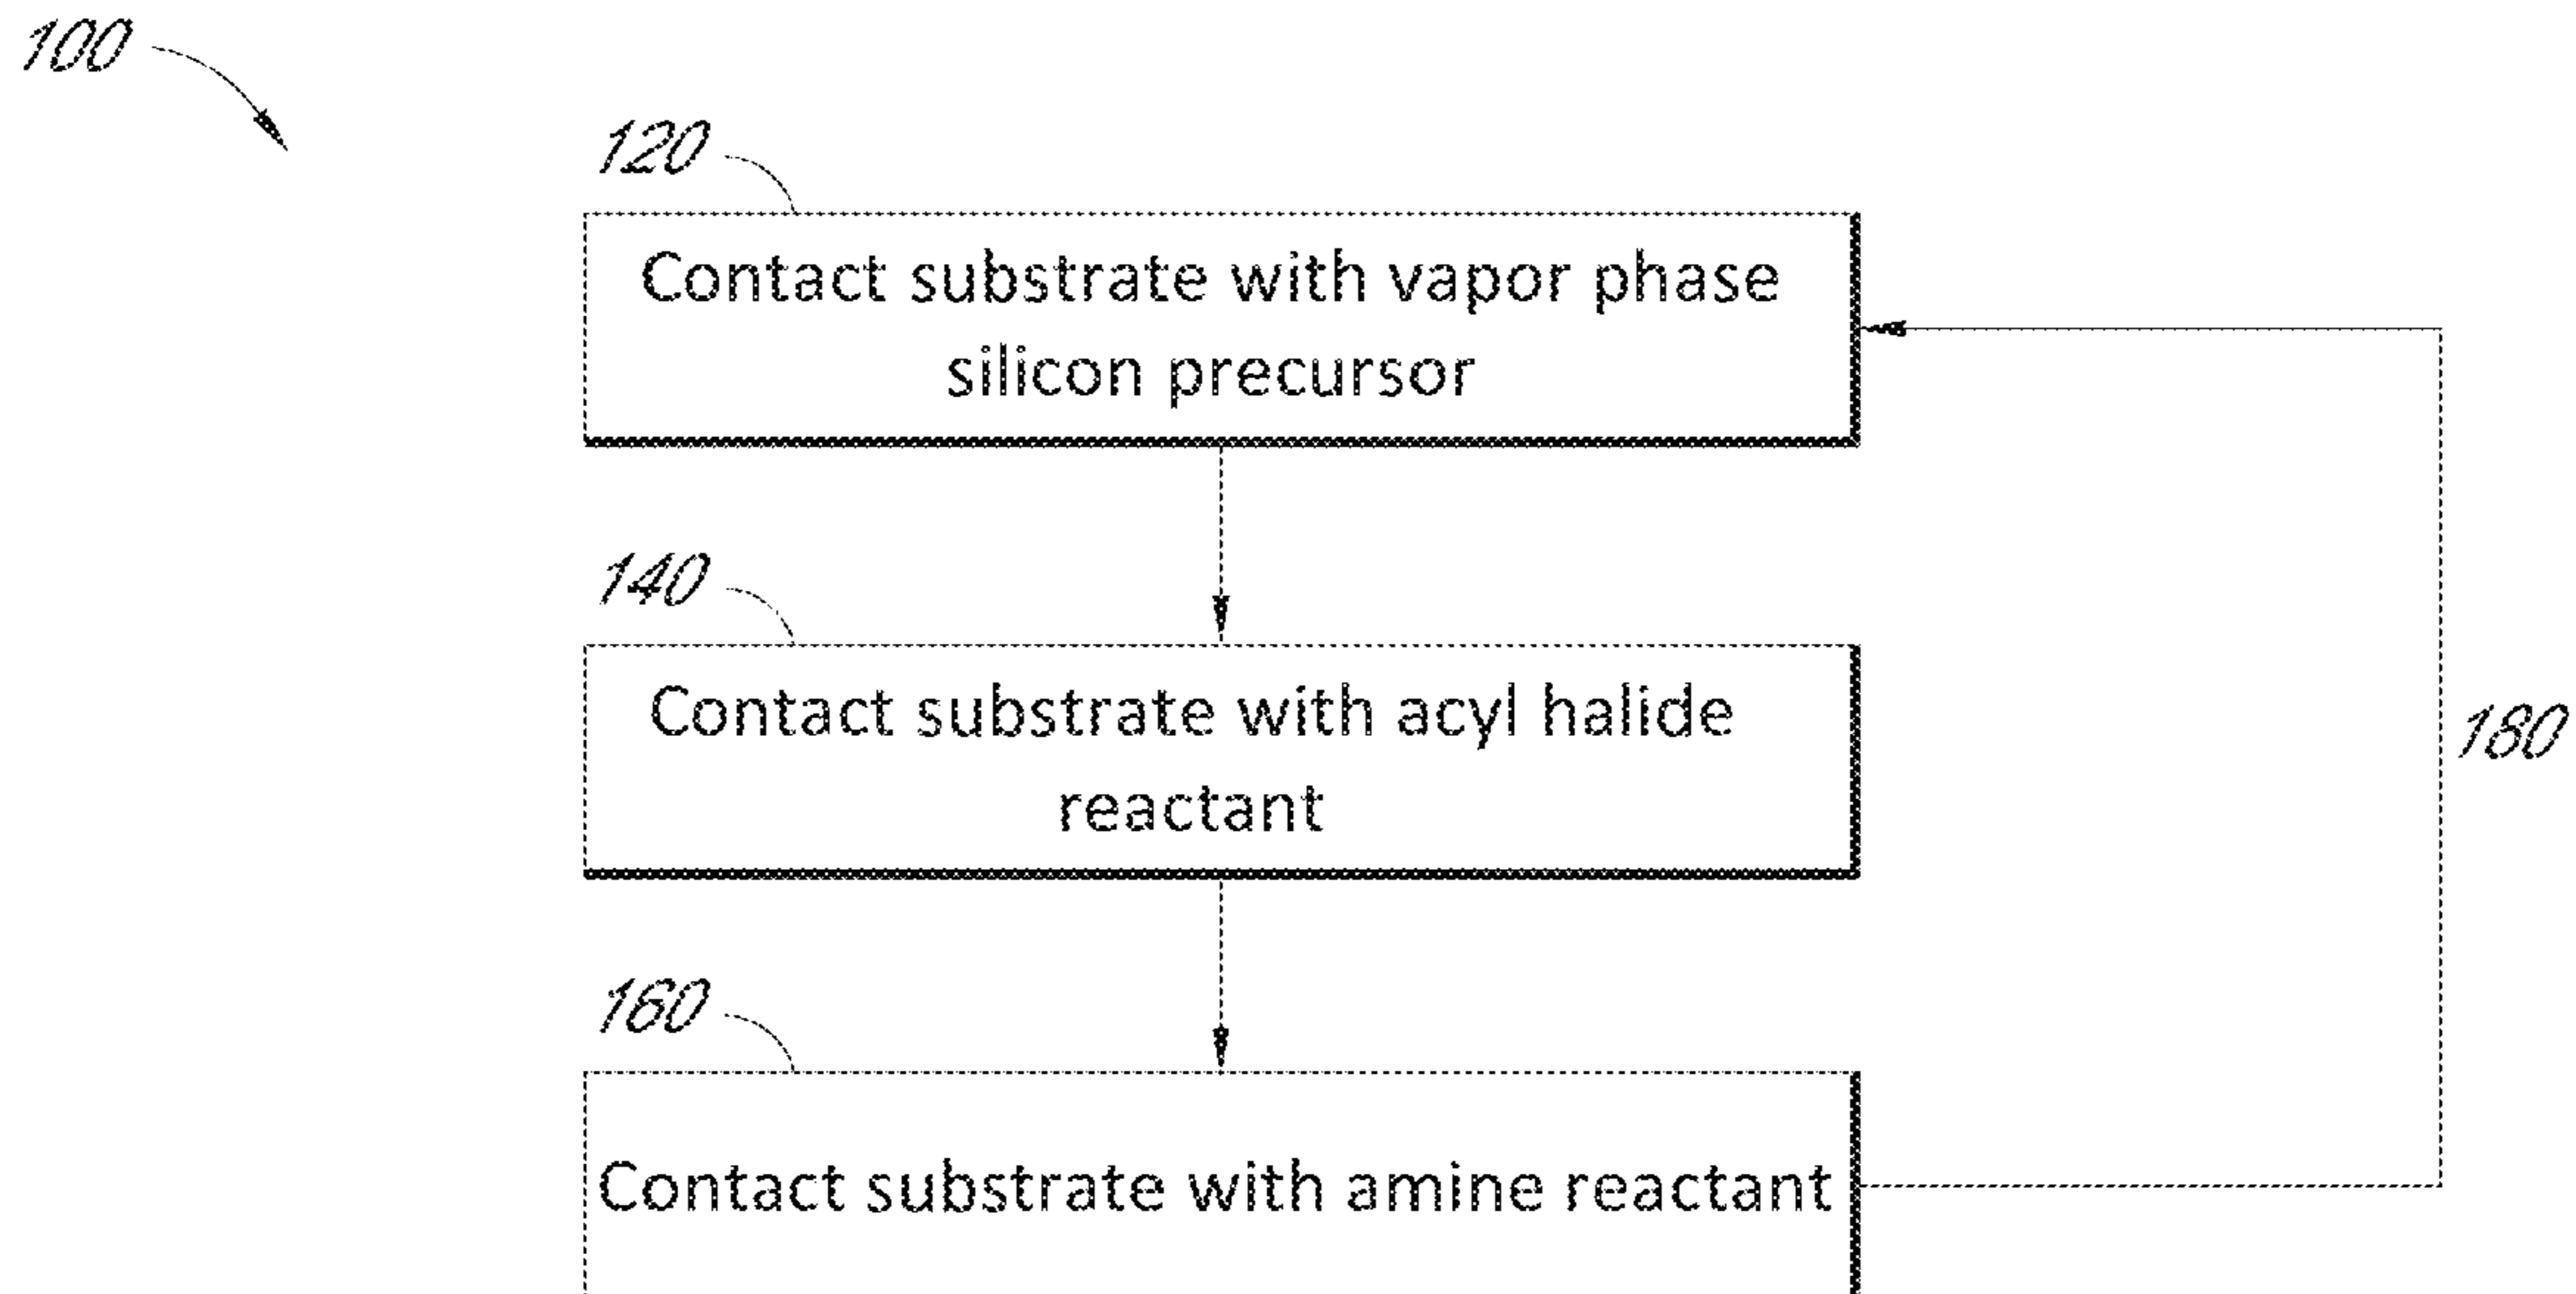 100
120
Contact substrate with vapor phase
silicon precursor
140
Contact substrate with acyl halide
reactant
180
160
Contact substrate with amine reactant